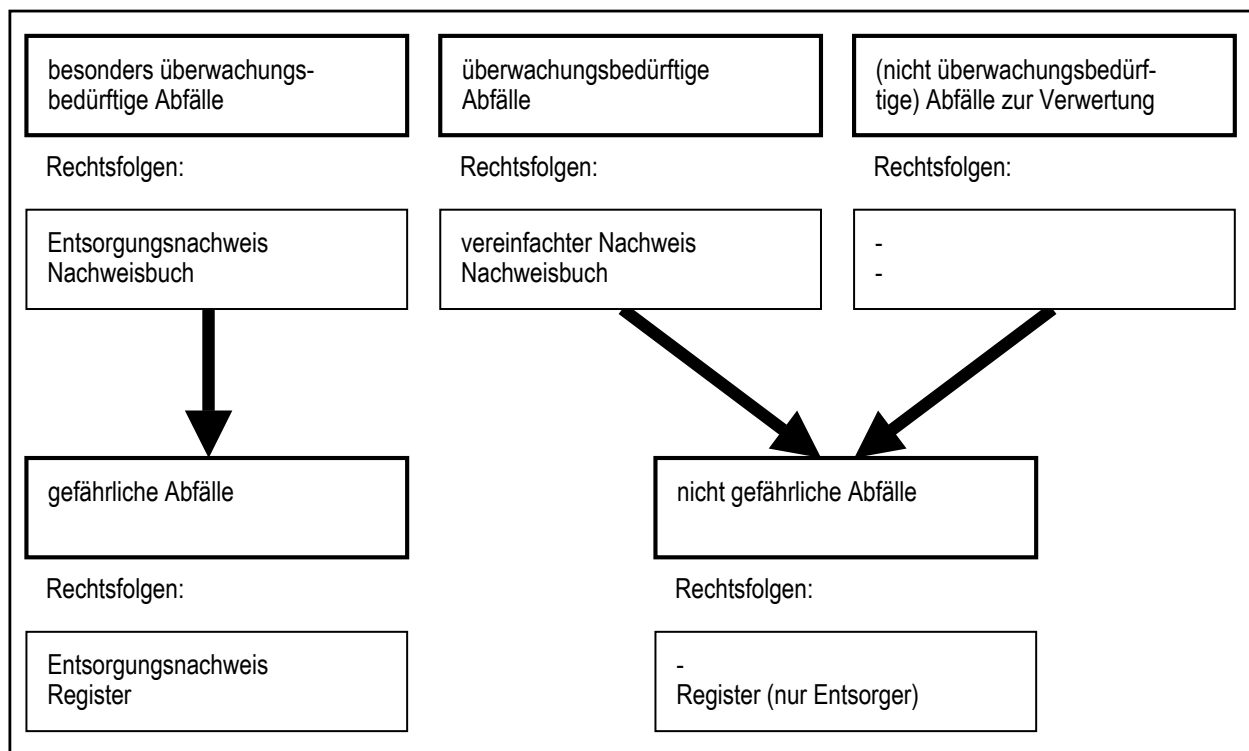 besonders überwachungs-
bedürftige Abfälle
Rechtsfolgen:
Entsorgungsnachweis
Nachweisbuch
überwachungsbedürftige
Abfälle
Rechtsfolgen:
vereinfachter Nachweis
Nachweisbuch
(nicht überwachungsbedürf-
tige) Abfälle zur Verwertung
Rechtsfolgen:
-
-
gefährliche Abfälle
Rechtsfolgen:
Entsorgungsnachweis
Register
nicht gefährliche Abfälle
Rechtsfolgen:
-
Register (nur Entsorger)